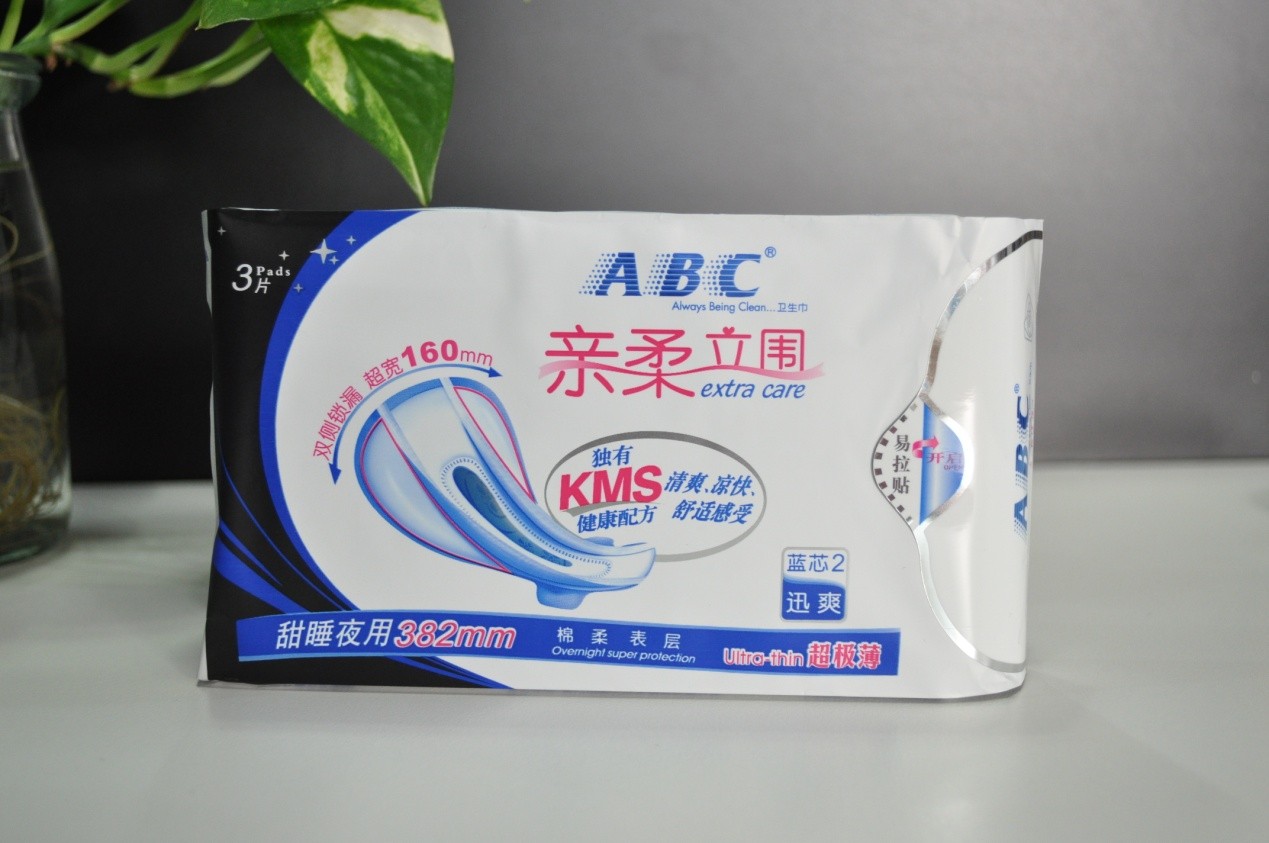 3 Pads
片
ABC®
Always Being Clean...卫生巾
亲柔立围
extra care
双侧锁漏 超宽160mm
独有
KMS
健康配方
清爽、凉快、
舒适感受
易拉贴
开启
ABC®
蓝芯2
迅爽
甜睡夜用382mm
棉柔表层
Overnight super protection
Ultra-thin 超极薄